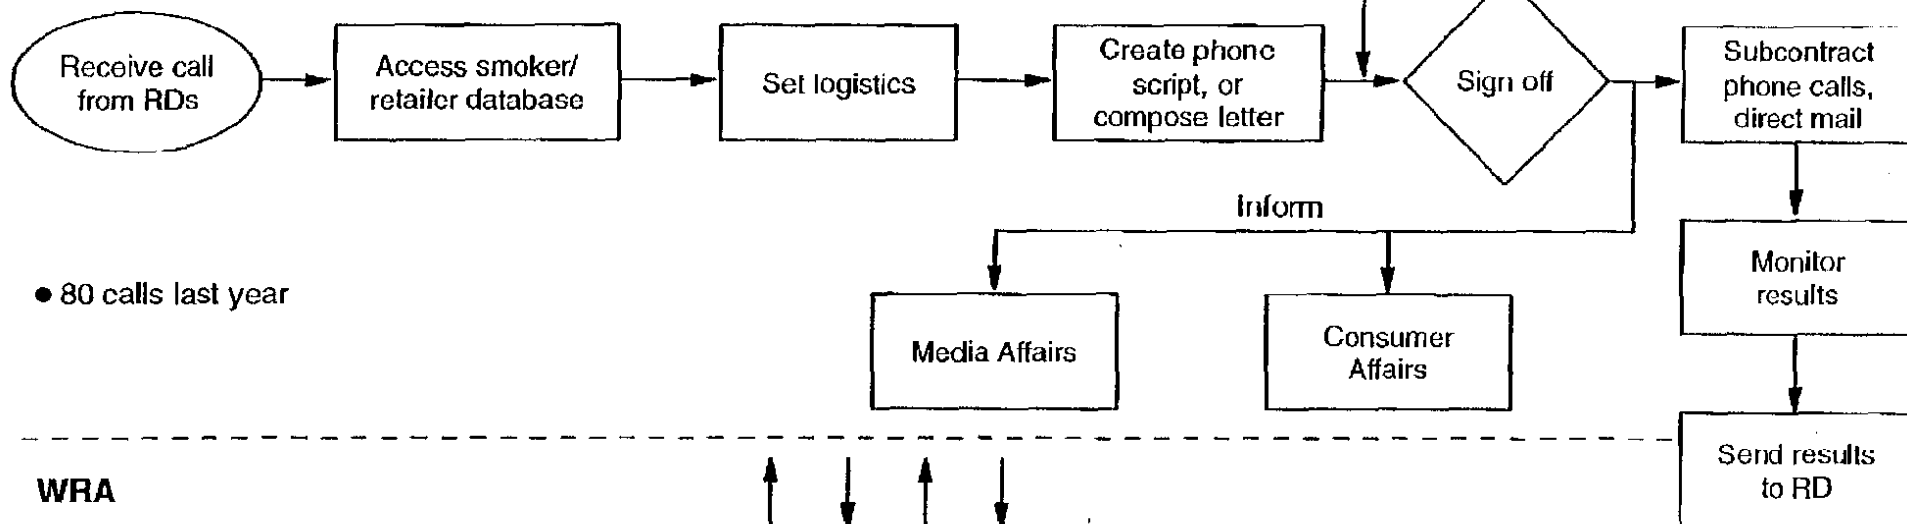 Receive call
from RDs
Access smoker/
retailer database
Set logistics
Create phone
script, or
compose letter
Sign off
Subcontract
phone calls,
direct mail
Inform
Monitor
results
• 80 calls last year
Media Affairs
Consumer
Affairs
Send results
to RD
WRA